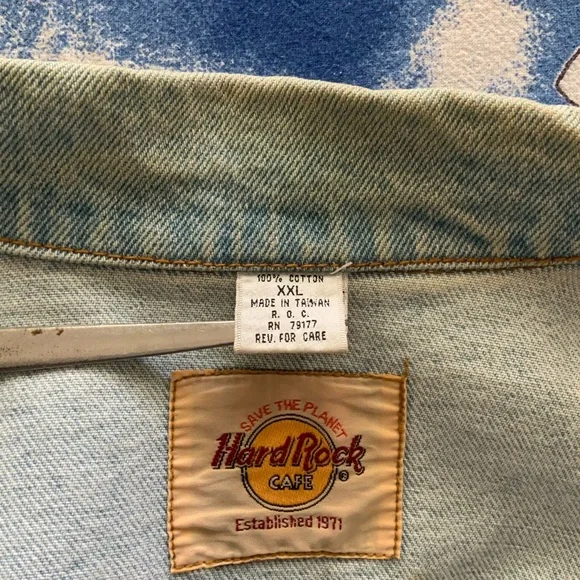 100% COTTON
XXL
MADE IN TAIWAN
R. O. C.
RN 79177
REV. FOR CARE
SAVE THE PLANET
Hard Rock
CAFE ®
Established 1971